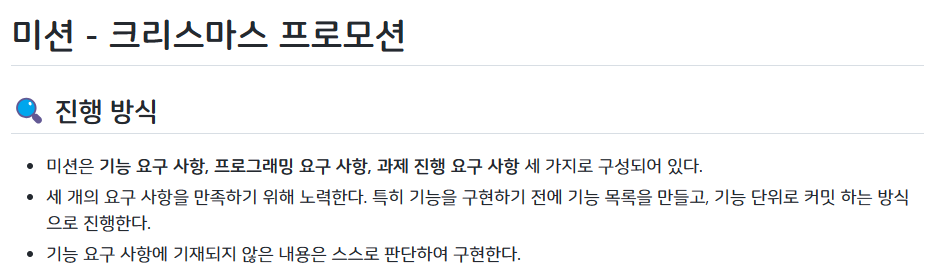 미션 - 크리스마스 프로모션
🔍 진행 방식
• 미션은 기능 요구 사항, 프로그래밍 요구 사항, 과제 진행 요구 사항 세 가지로 구성되어 있다.
• 세 개의 요구 사항을 만족하기 위해 노력한다. 특히 기능을 구현하기 전에 기능 목록을 만들고, 기능 단위로 커밋 하는 방식
으로 진행한다.
• 기능 요구 사항에 기재되지 않은 내용은 스스로 판단하여 구현한다.